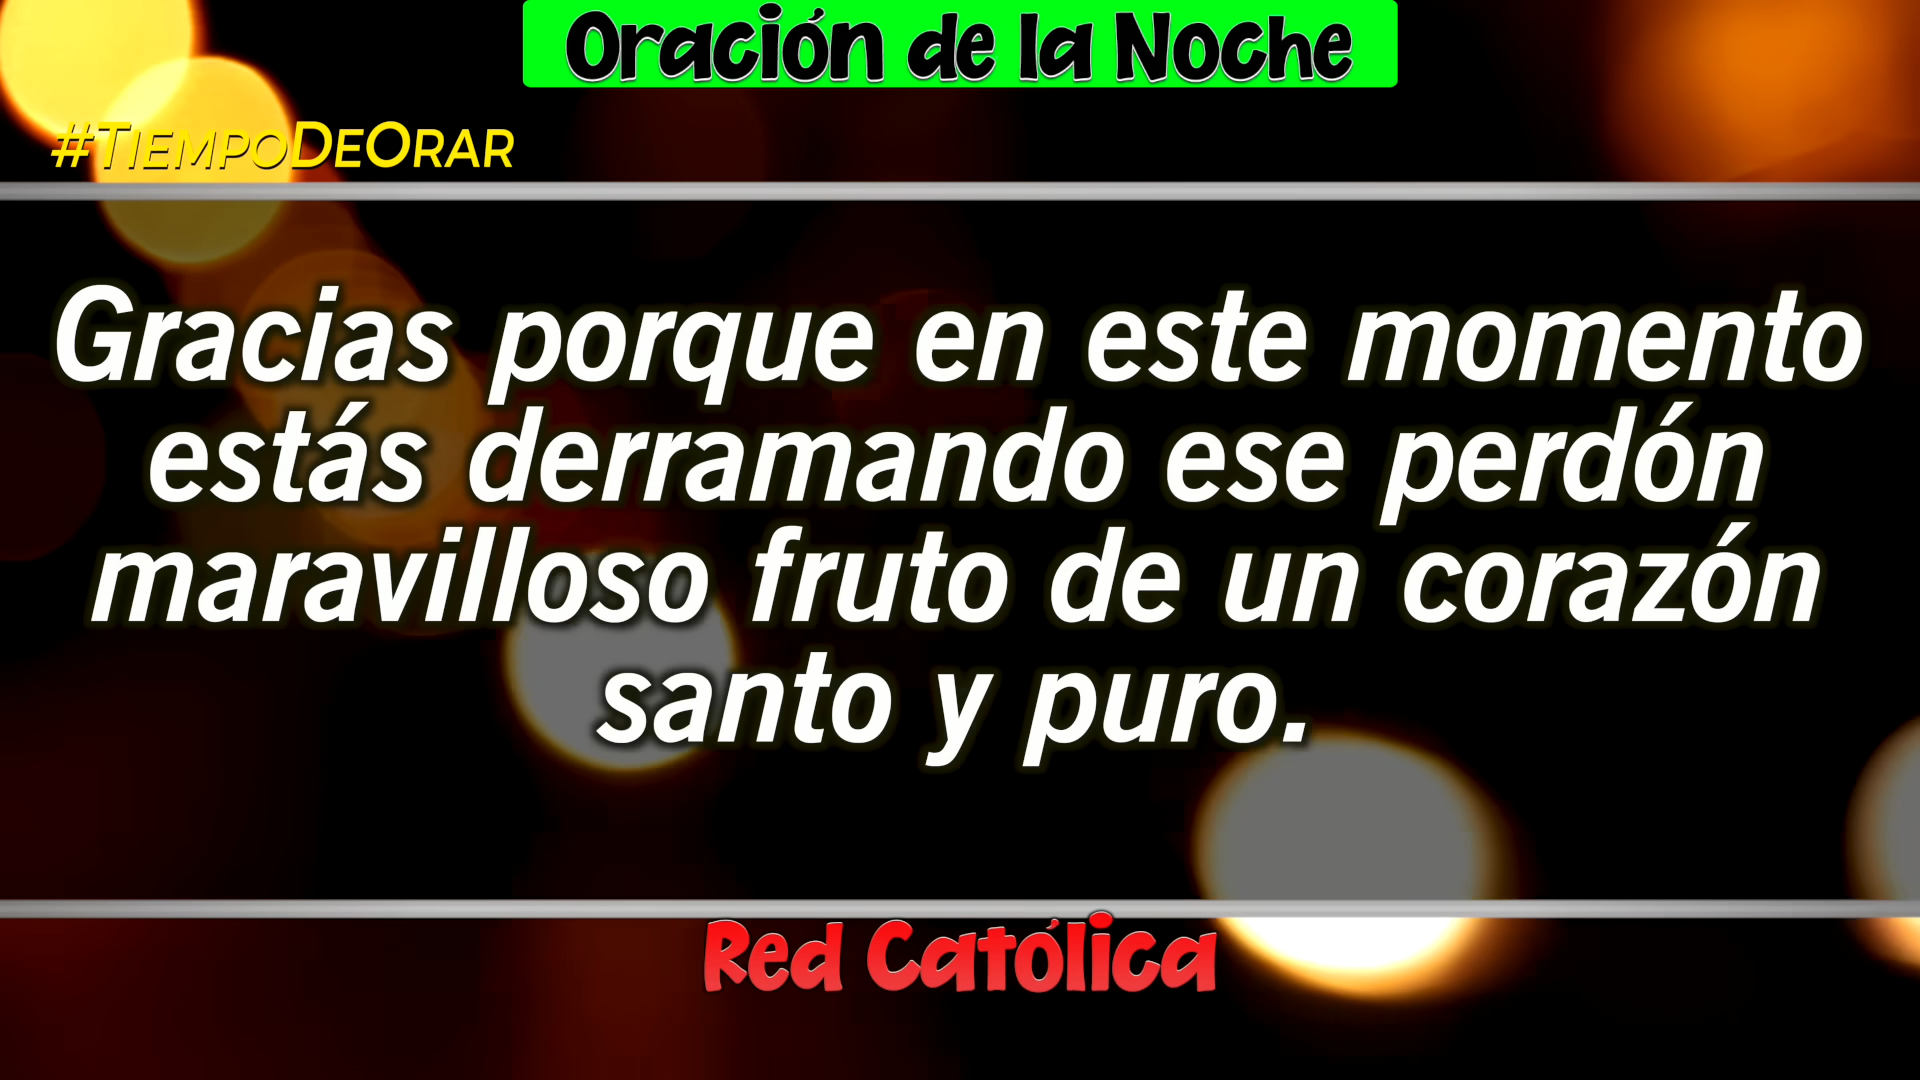 Oración de la Noche
#TiempoDeOrar
Gracias porque en este momento
estás derramando ese perdón
maravilloso fruto de un corazón
santo y puro.
Red Católica